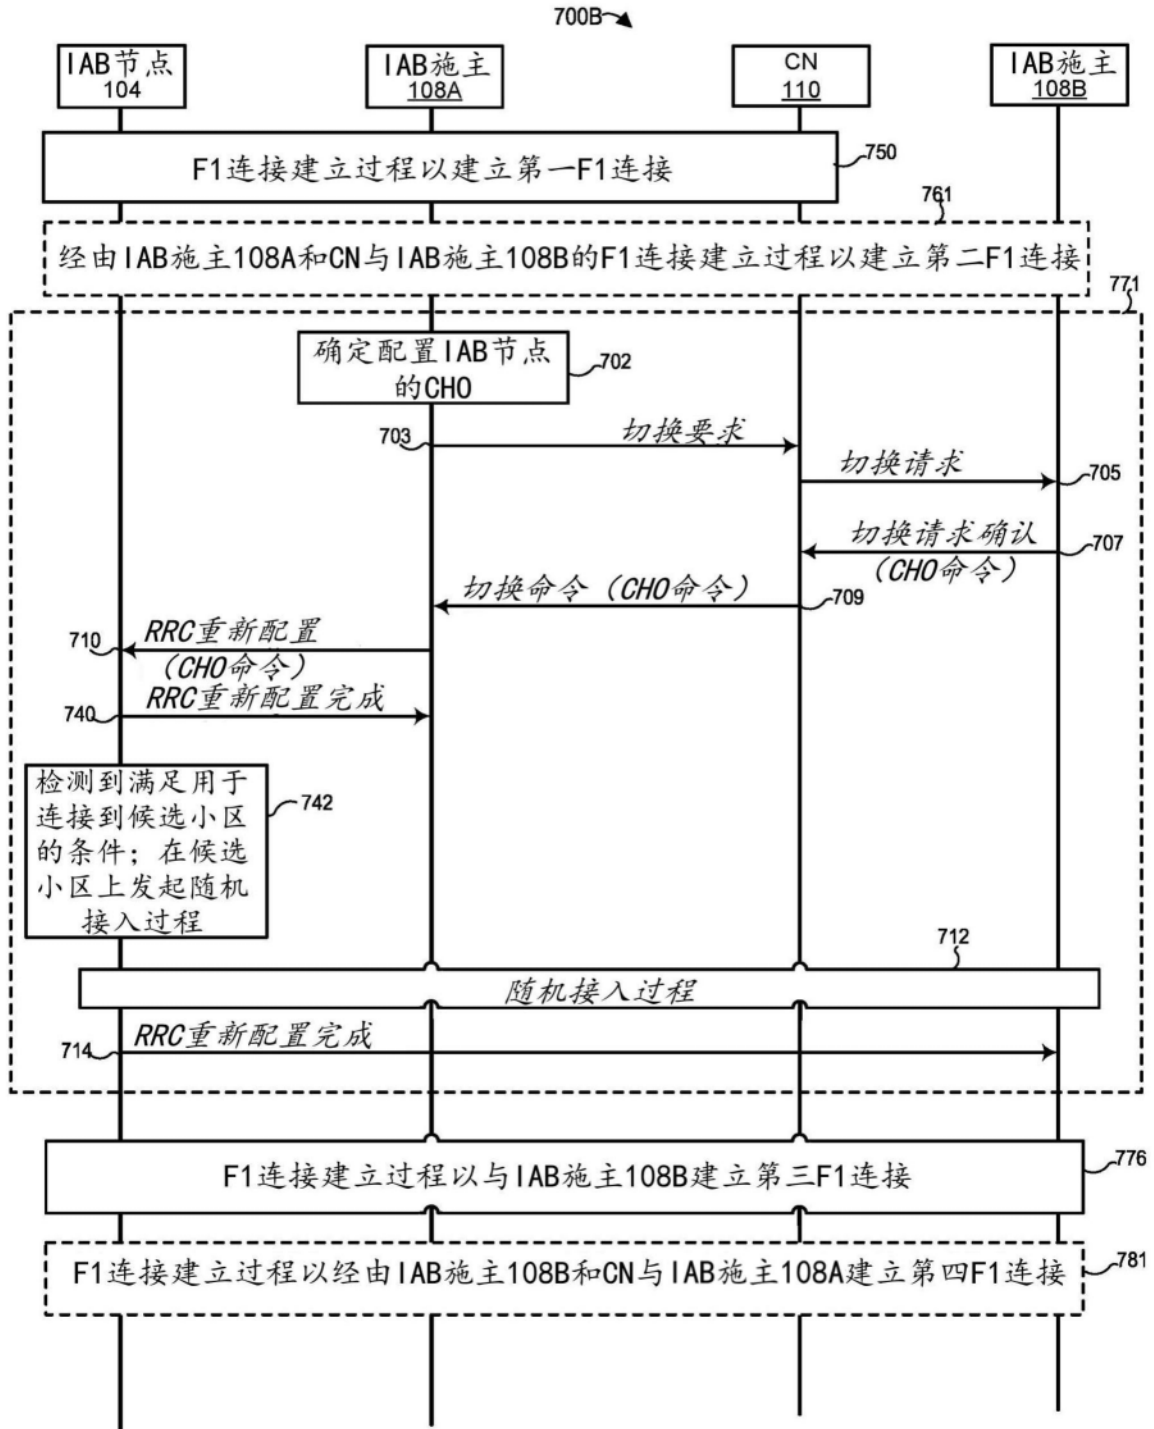 700B
IAB节点
104
IAB施主
108A
CN
110
IAB施主
108B
F1连接建立过程以建立第一F1连接
750
761
经由IAB施主108A和CN与IAB施主108B的F1连接建立过程以建立第二F1连接
771
确定配置IAB节点
的CHO
702
703
切换要求
切换请求
705
切换请求确认
(CHO命令)
707
切换命令（CHO命令）
709
710
RRC重新配置
(CHO命令)
740
RRC重新配置完成
检测到满足用于
连接到候选小区
的条件；在候选
小区上发起随机
接入过程
742
712
随机接入过程
714
RRC重新配置完成
F1连接建立过程以与IAB施主108B建立第三F1连接
776
F1连接建立过程以经由IAB施主108B和CN与IAB施主108A建立第四F1连接
781